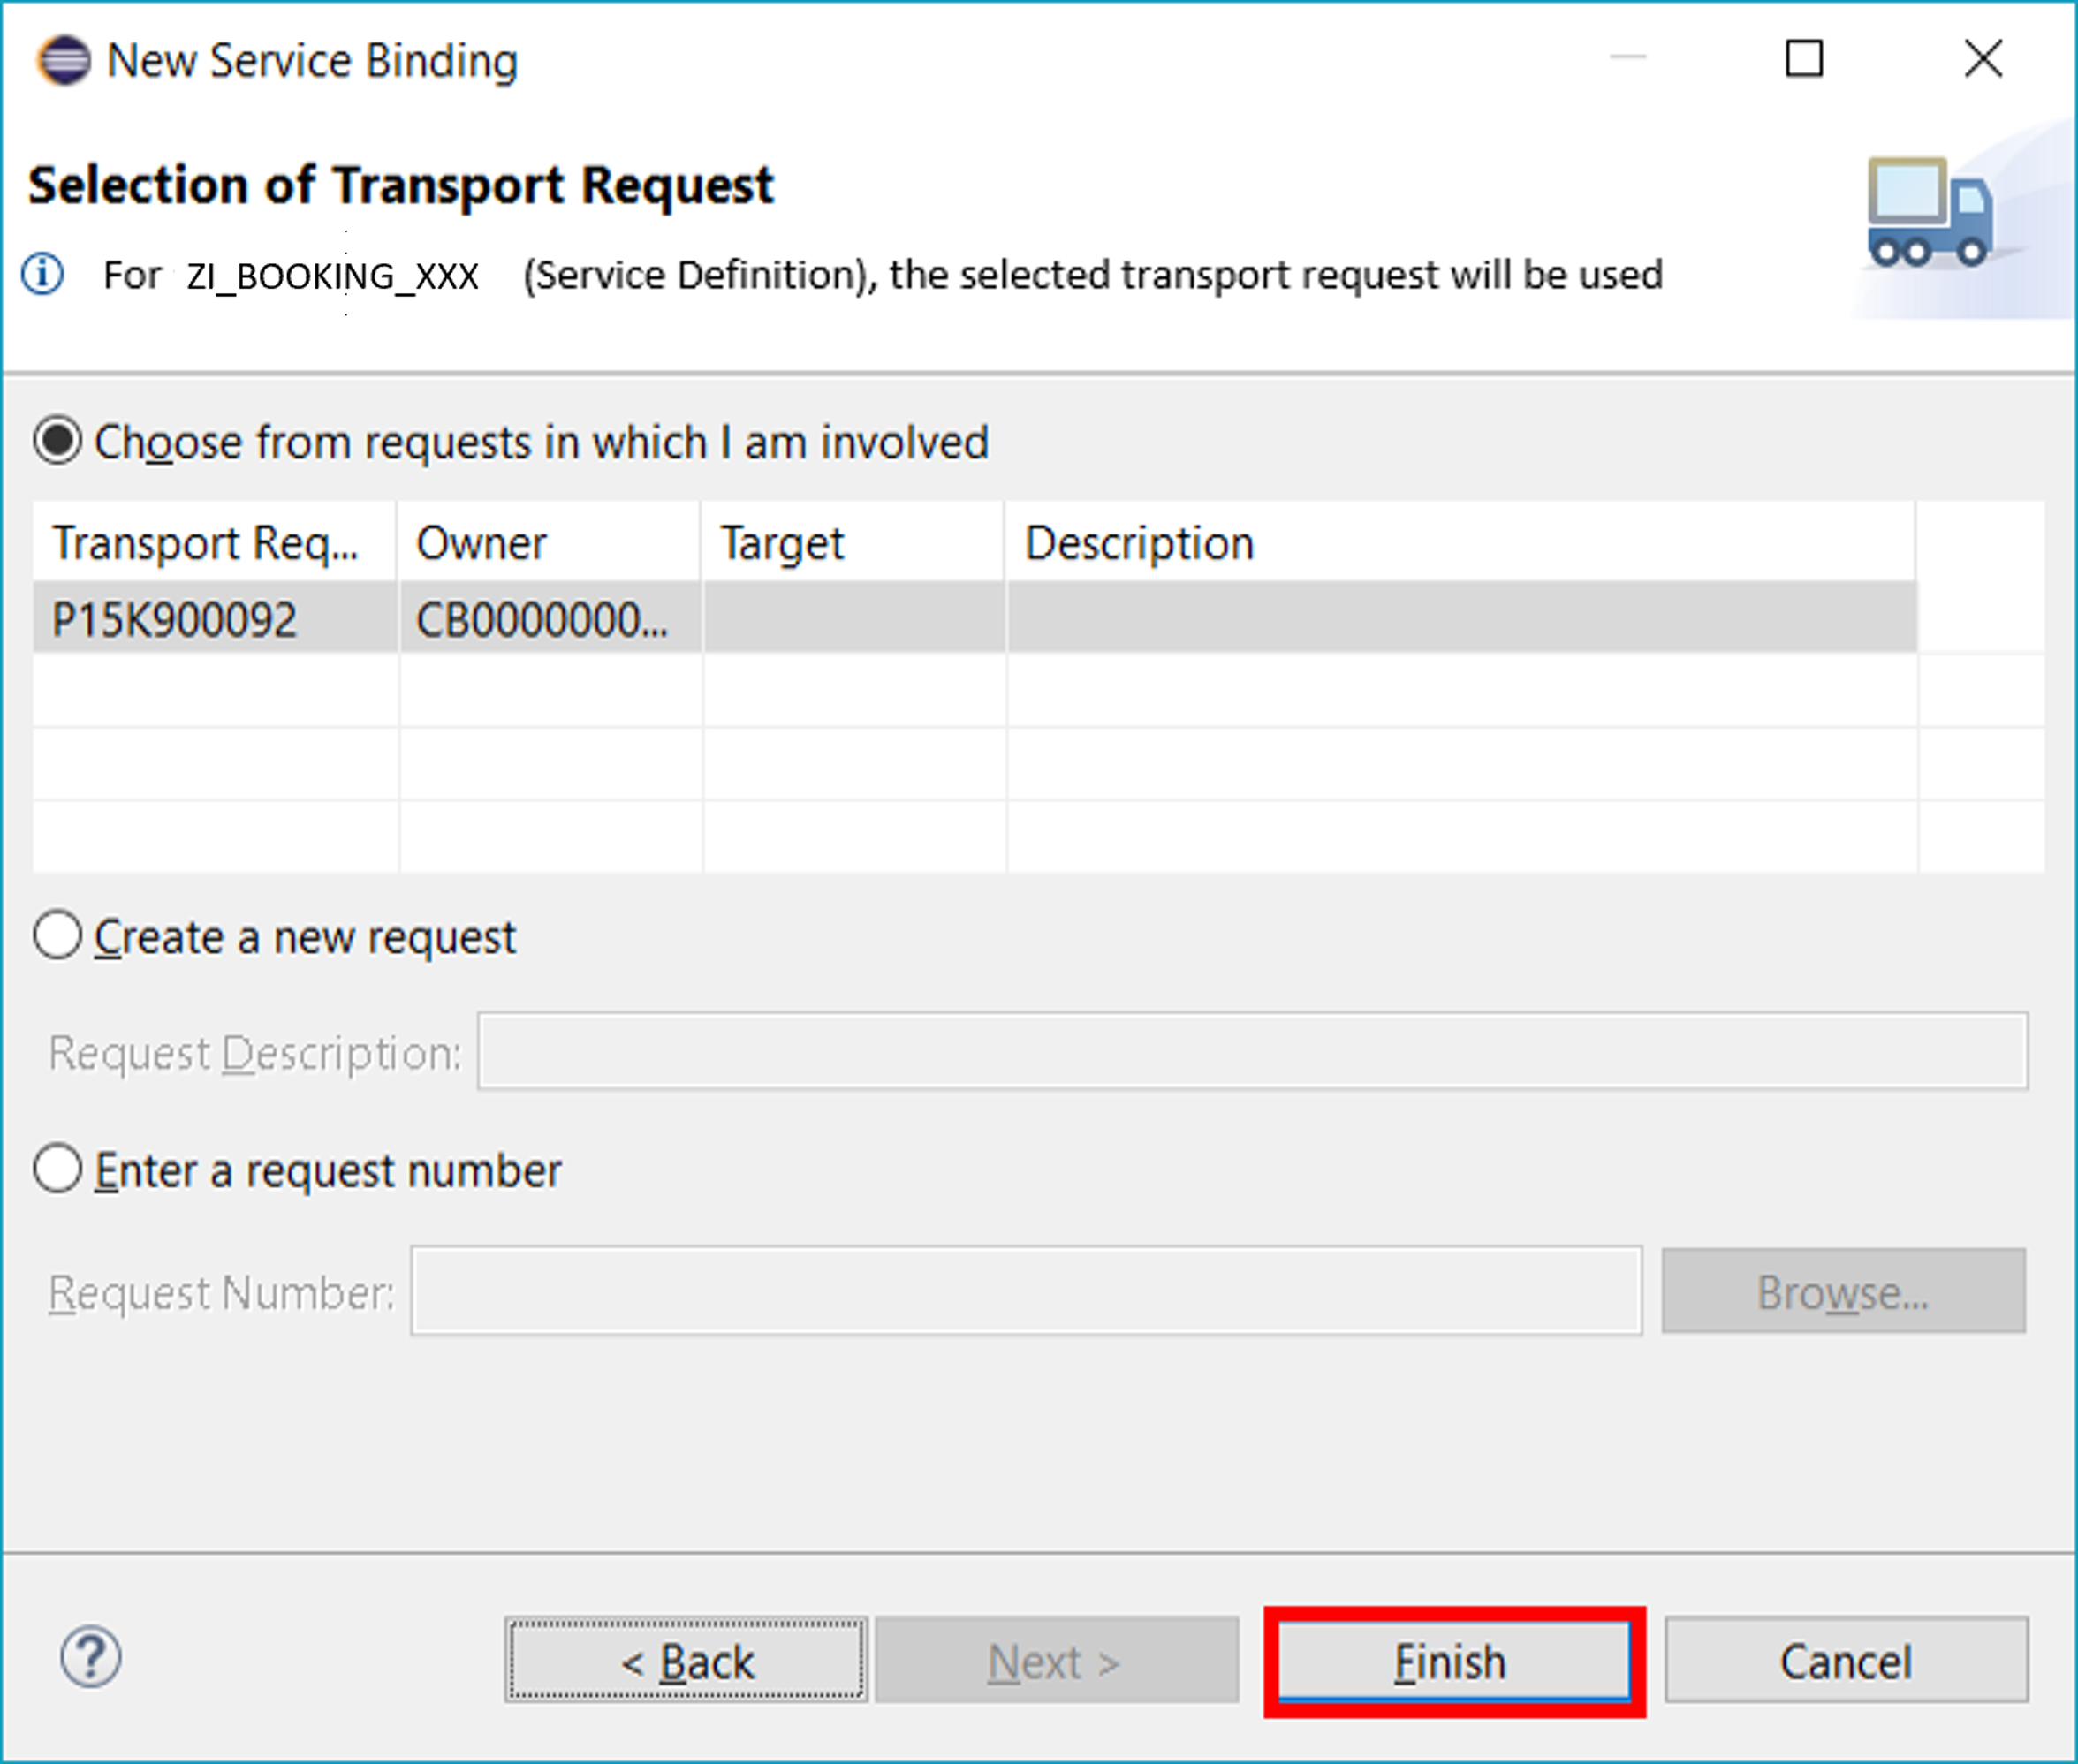 New Service Binding
Selection of Transport Request
For ZI_BOOKING_XXX (Service Definition), the selected transport request will be used
Choose from requests in which I am involved
Transport Req... Owner Target Description
P15K900092 CB0000000...
Create a new request
Request Description:
Enter a request number
Request Number: Browse...
? < Back Next > Finish Cancel